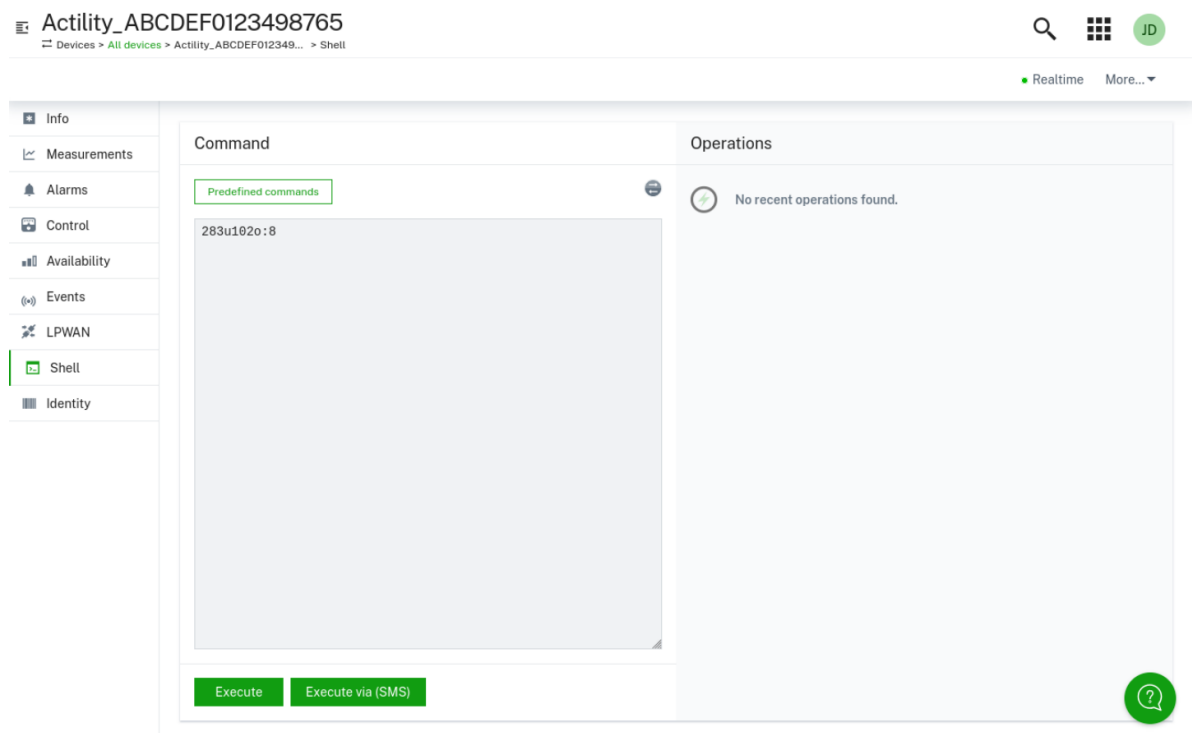 Actility_ABCDEF0123498765
JD
Devices > All devices > Actility_ABCDEF012349... > Shell
Realtime
More...
Info
Measurements
Alarms
Control
Availability
Events
LPWAN
Shell
Identity
Command
Predefined commands
283u102o:8
Execute
Execute via (SMS)
Operations
No recent operations found.